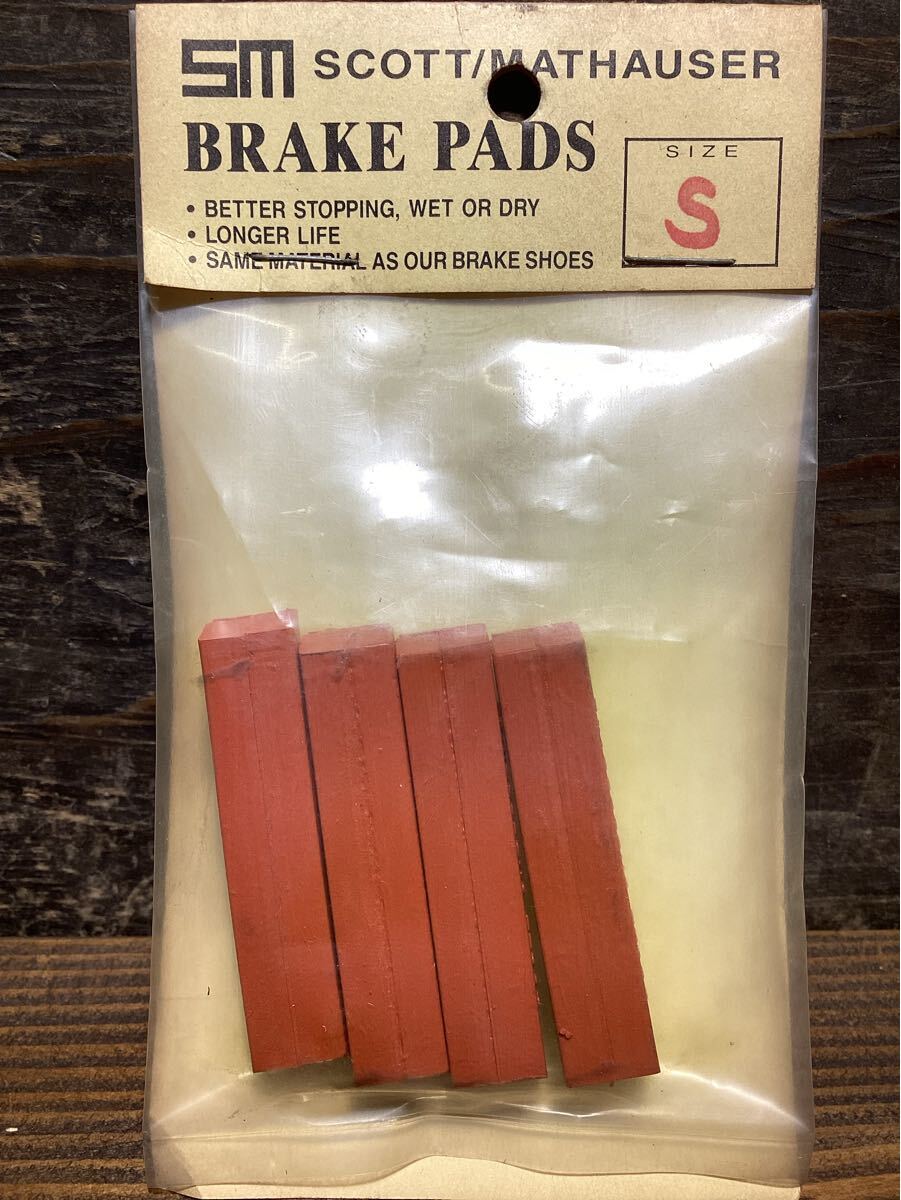 SM SCOTT/MATHAUSER
BRAKE PADS
SIZE
S
• BETTER STOPPING, WET OR DRY
• LONGER LIFE
• SAME MATERIAL AS OUR BRAKE SHOES